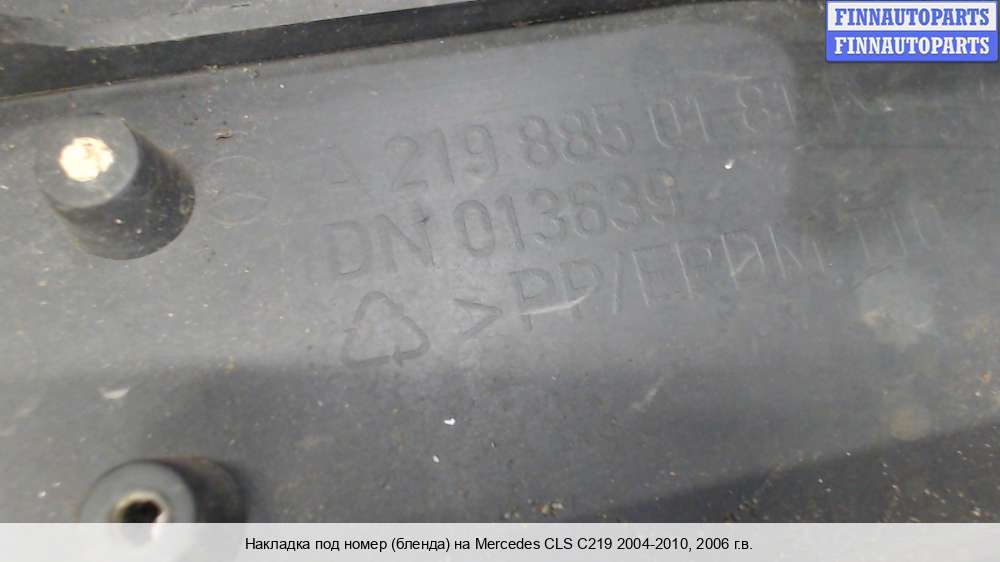 FINNAUTOPARTS
FINNAUTOPARTS
A 219 885 01 81
DN 013639
>PP/EPDM
Накладка под номер (бленда) на Mercedes CLS C219 2004-2010, 2006 г.в.